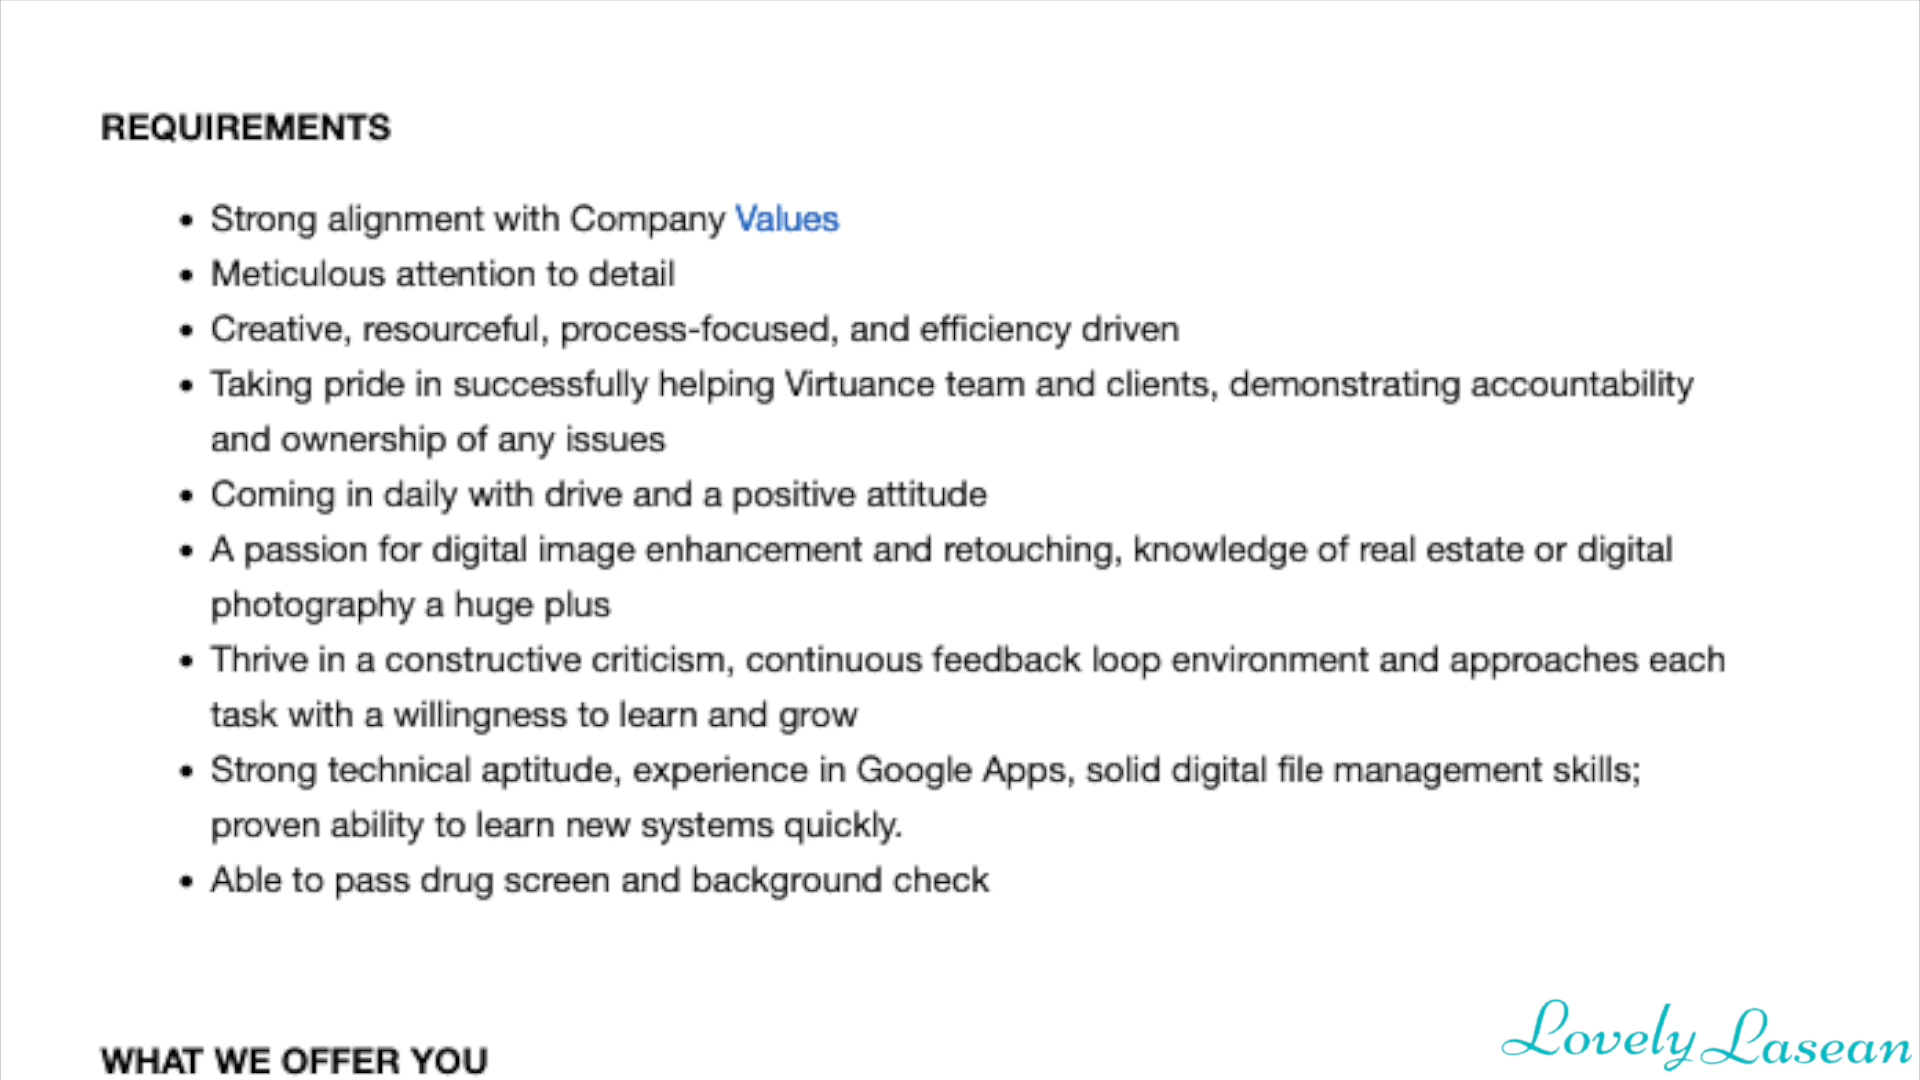 REQUIREMENTS
• Strong alignment with Company Values
• Meticulous attention to detail
• Creative, resourceful, process-focused, and efficiency driven
• Taking pride in successfully helping Virtuance team and clients, demonstrating accountability
and ownership of any issues
• Coming in daily with drive and a positive attitude
• A passion for digital image enhancement and retouching, knowledge of real estate or digital
photography a huge plus
• Thrive in a constructive criticism, continuous feedback loop environment and approaches each
task with a willingness to learn and grow
• Strong technical aptitude, experience in Google Apps, solid digital file management skills;
proven ability to learn new systems quickly.
• Able to pass drug screen and background check
WHAT WE OFFER YOU
Lovely Lasean